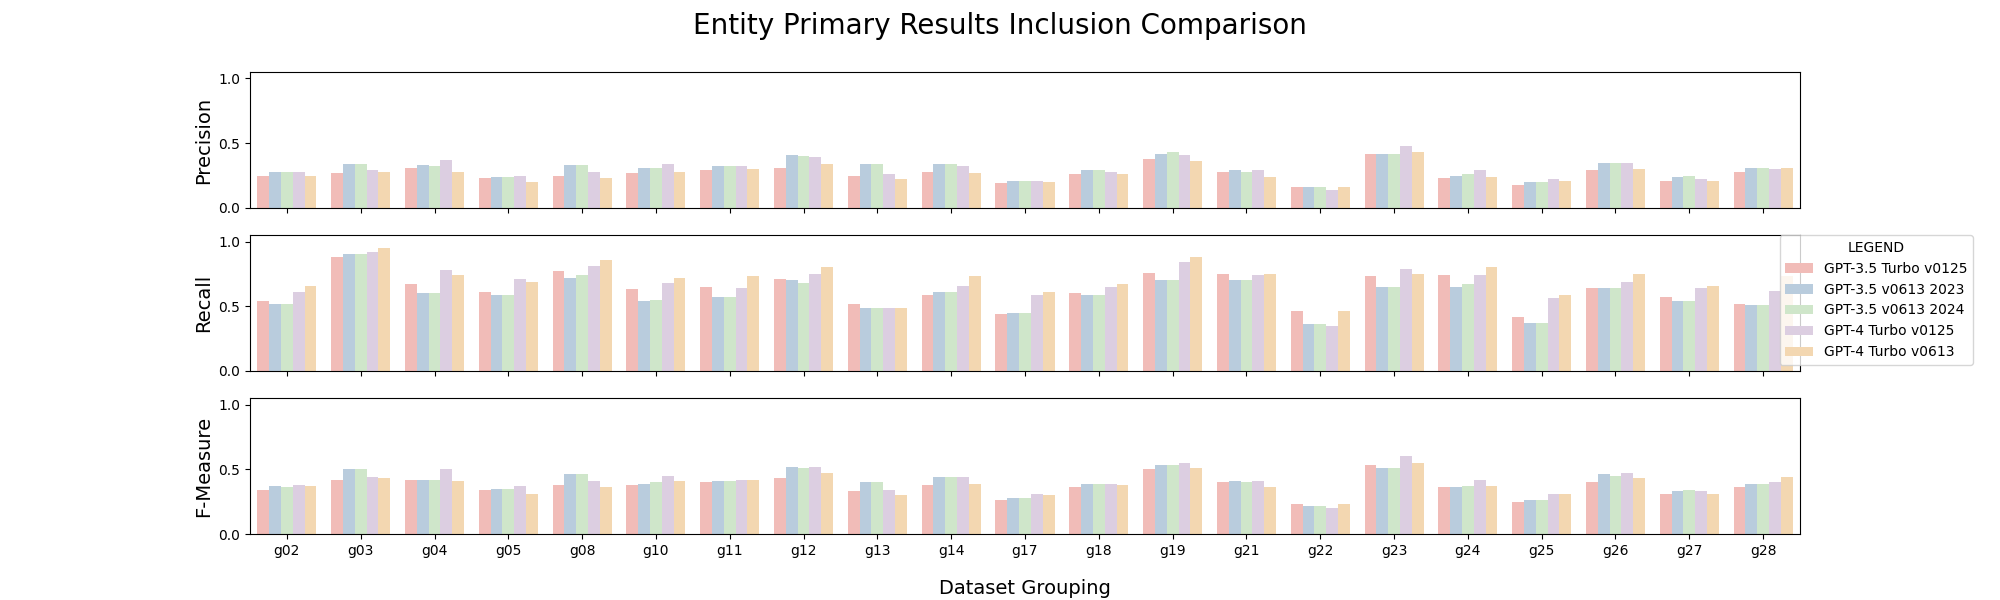 Entity Primary Results Inclusion Comparison
1.0
0.5
0.0
Precision
1.0
0.5
0.0
Recall
LEGEND
GPT-3.5 Turbo v0125
GPT-3.5 v0613 2023
GPT-3.5 v0613 2024
GPT-4 Turbo v0125
GPT-4 Turbo v0613
1.0
0.5
0.0
F-Measure
g02 g03 g04 g05 g08 g10 g11 g12 g13 g14 g17 g18 g19 g21 g22 g23 g24 g25 g26 g27 g28
Dataset Grouping